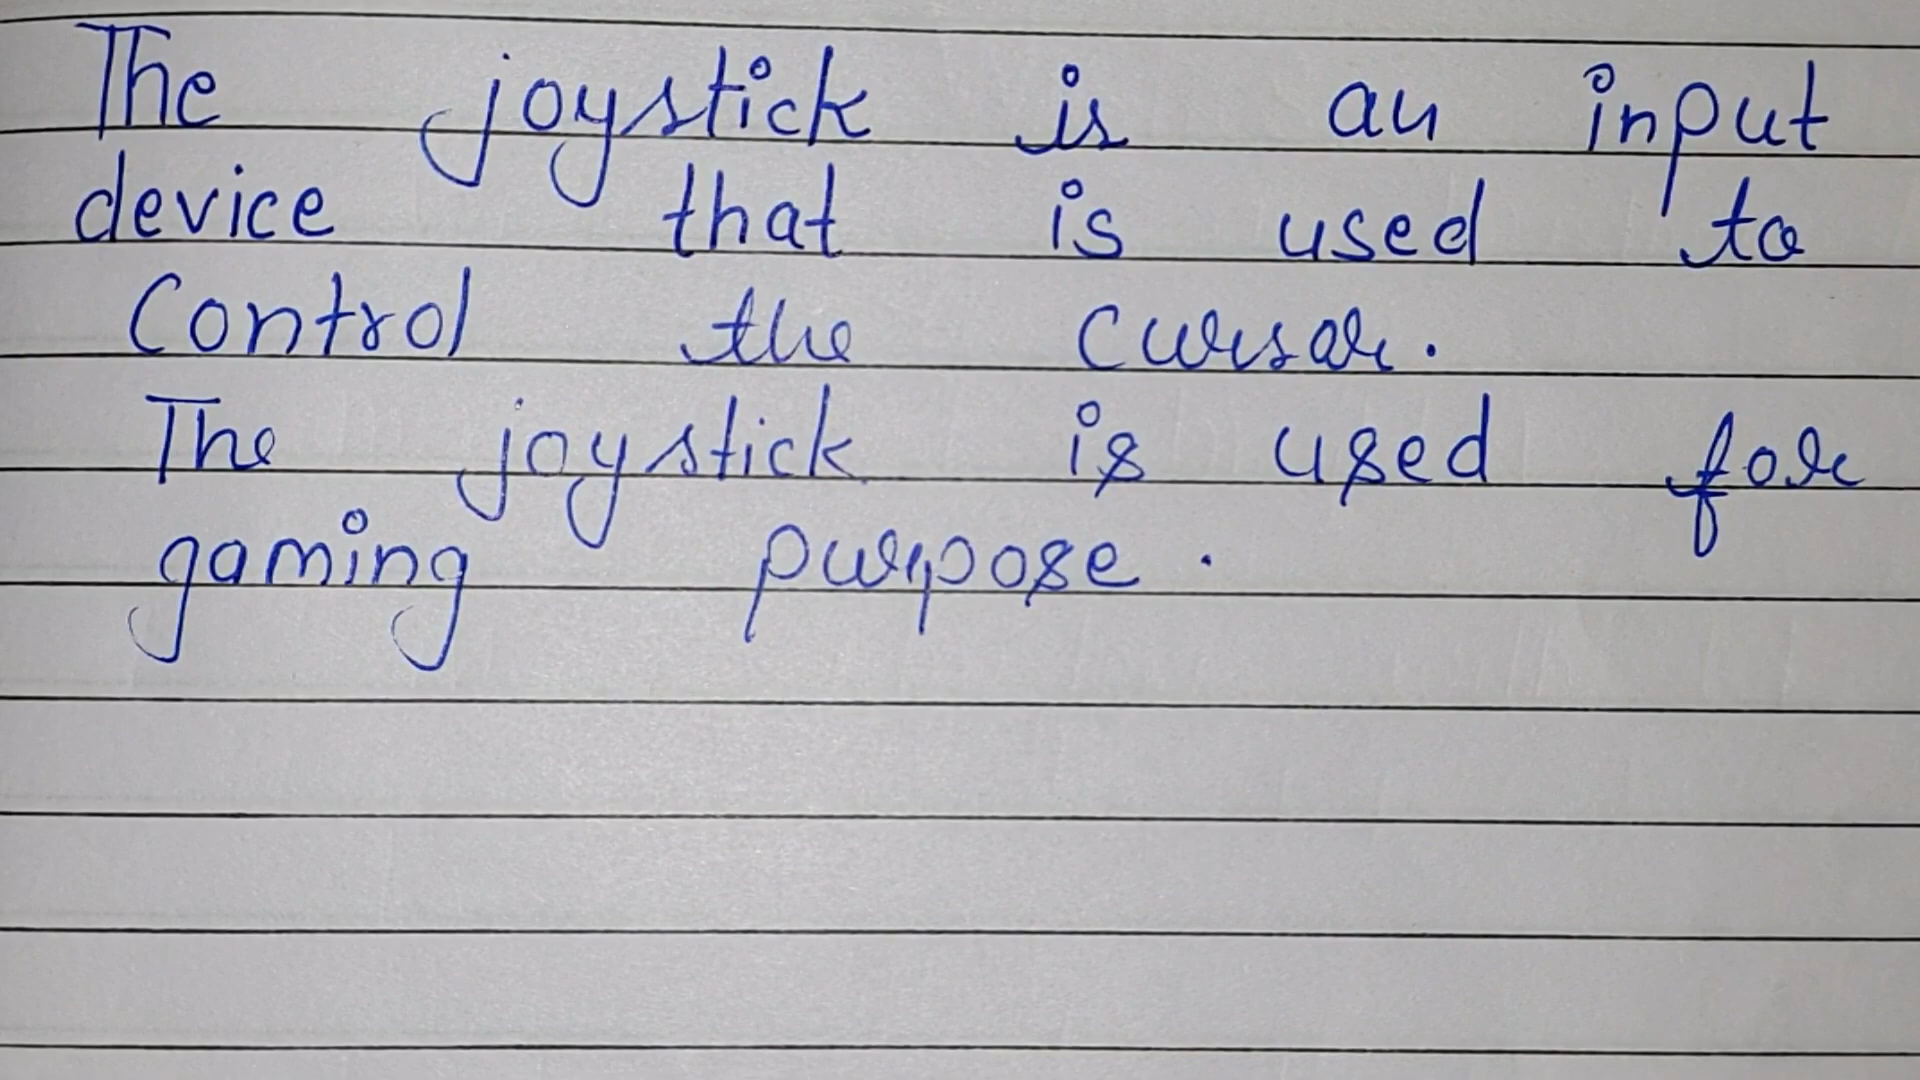 The joystick is an input
device that is used to
Control the cursor.
The joystick is used for
gaming purpose.